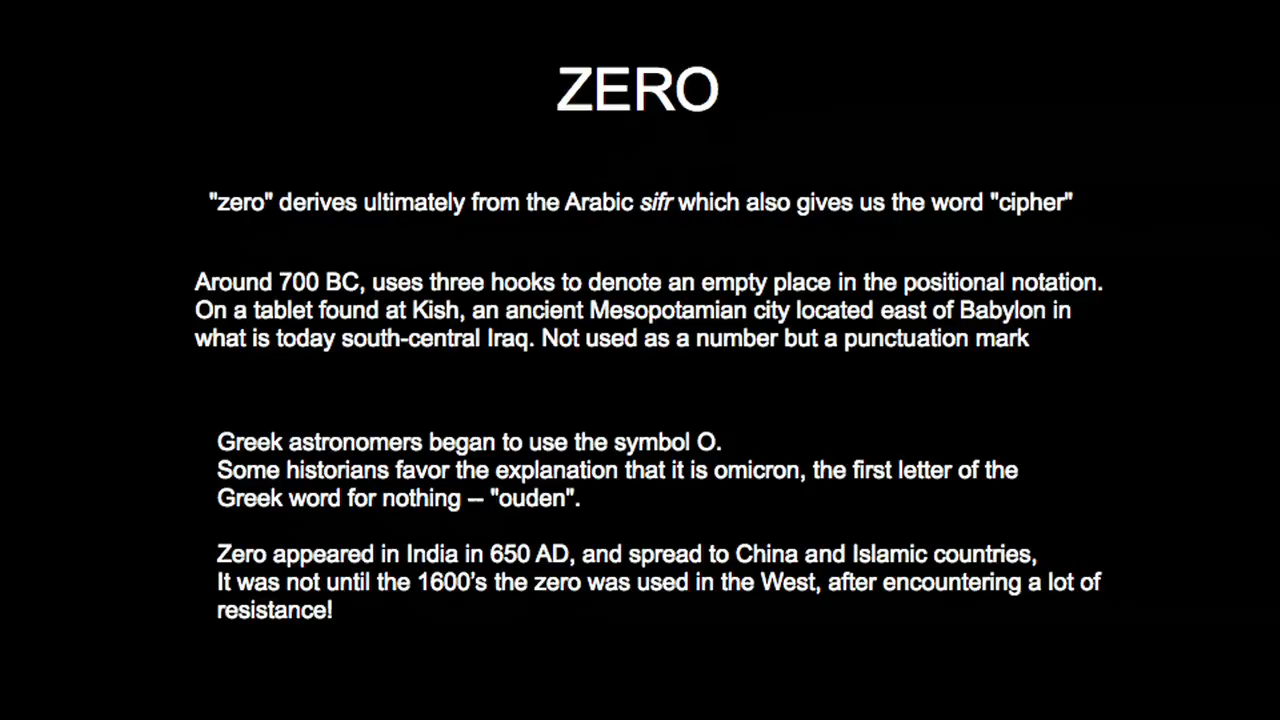 ZERO
"zero" derives ultimately from the Arabic sifr which also gives us the word "cipher"
Around 700 BC, uses three hooks to denote an empty place in the positional notation.
On a tablet found at Kish, an ancient Mesopotamian city located east of Babylon in
what is today south-central Iraq. Not used as a number but a punctuation mark
Greek astronomers began to use the symbol O.
Some historians favor the explanation that it is omicron, the first letter of the
Greek word for nothing -- "ouden".
Zero appeared in India in 650 AD, and spread to China and Islamic countries,
It was not until the 1600’s the zero was used in the West, after encountering a lot of
resistance!